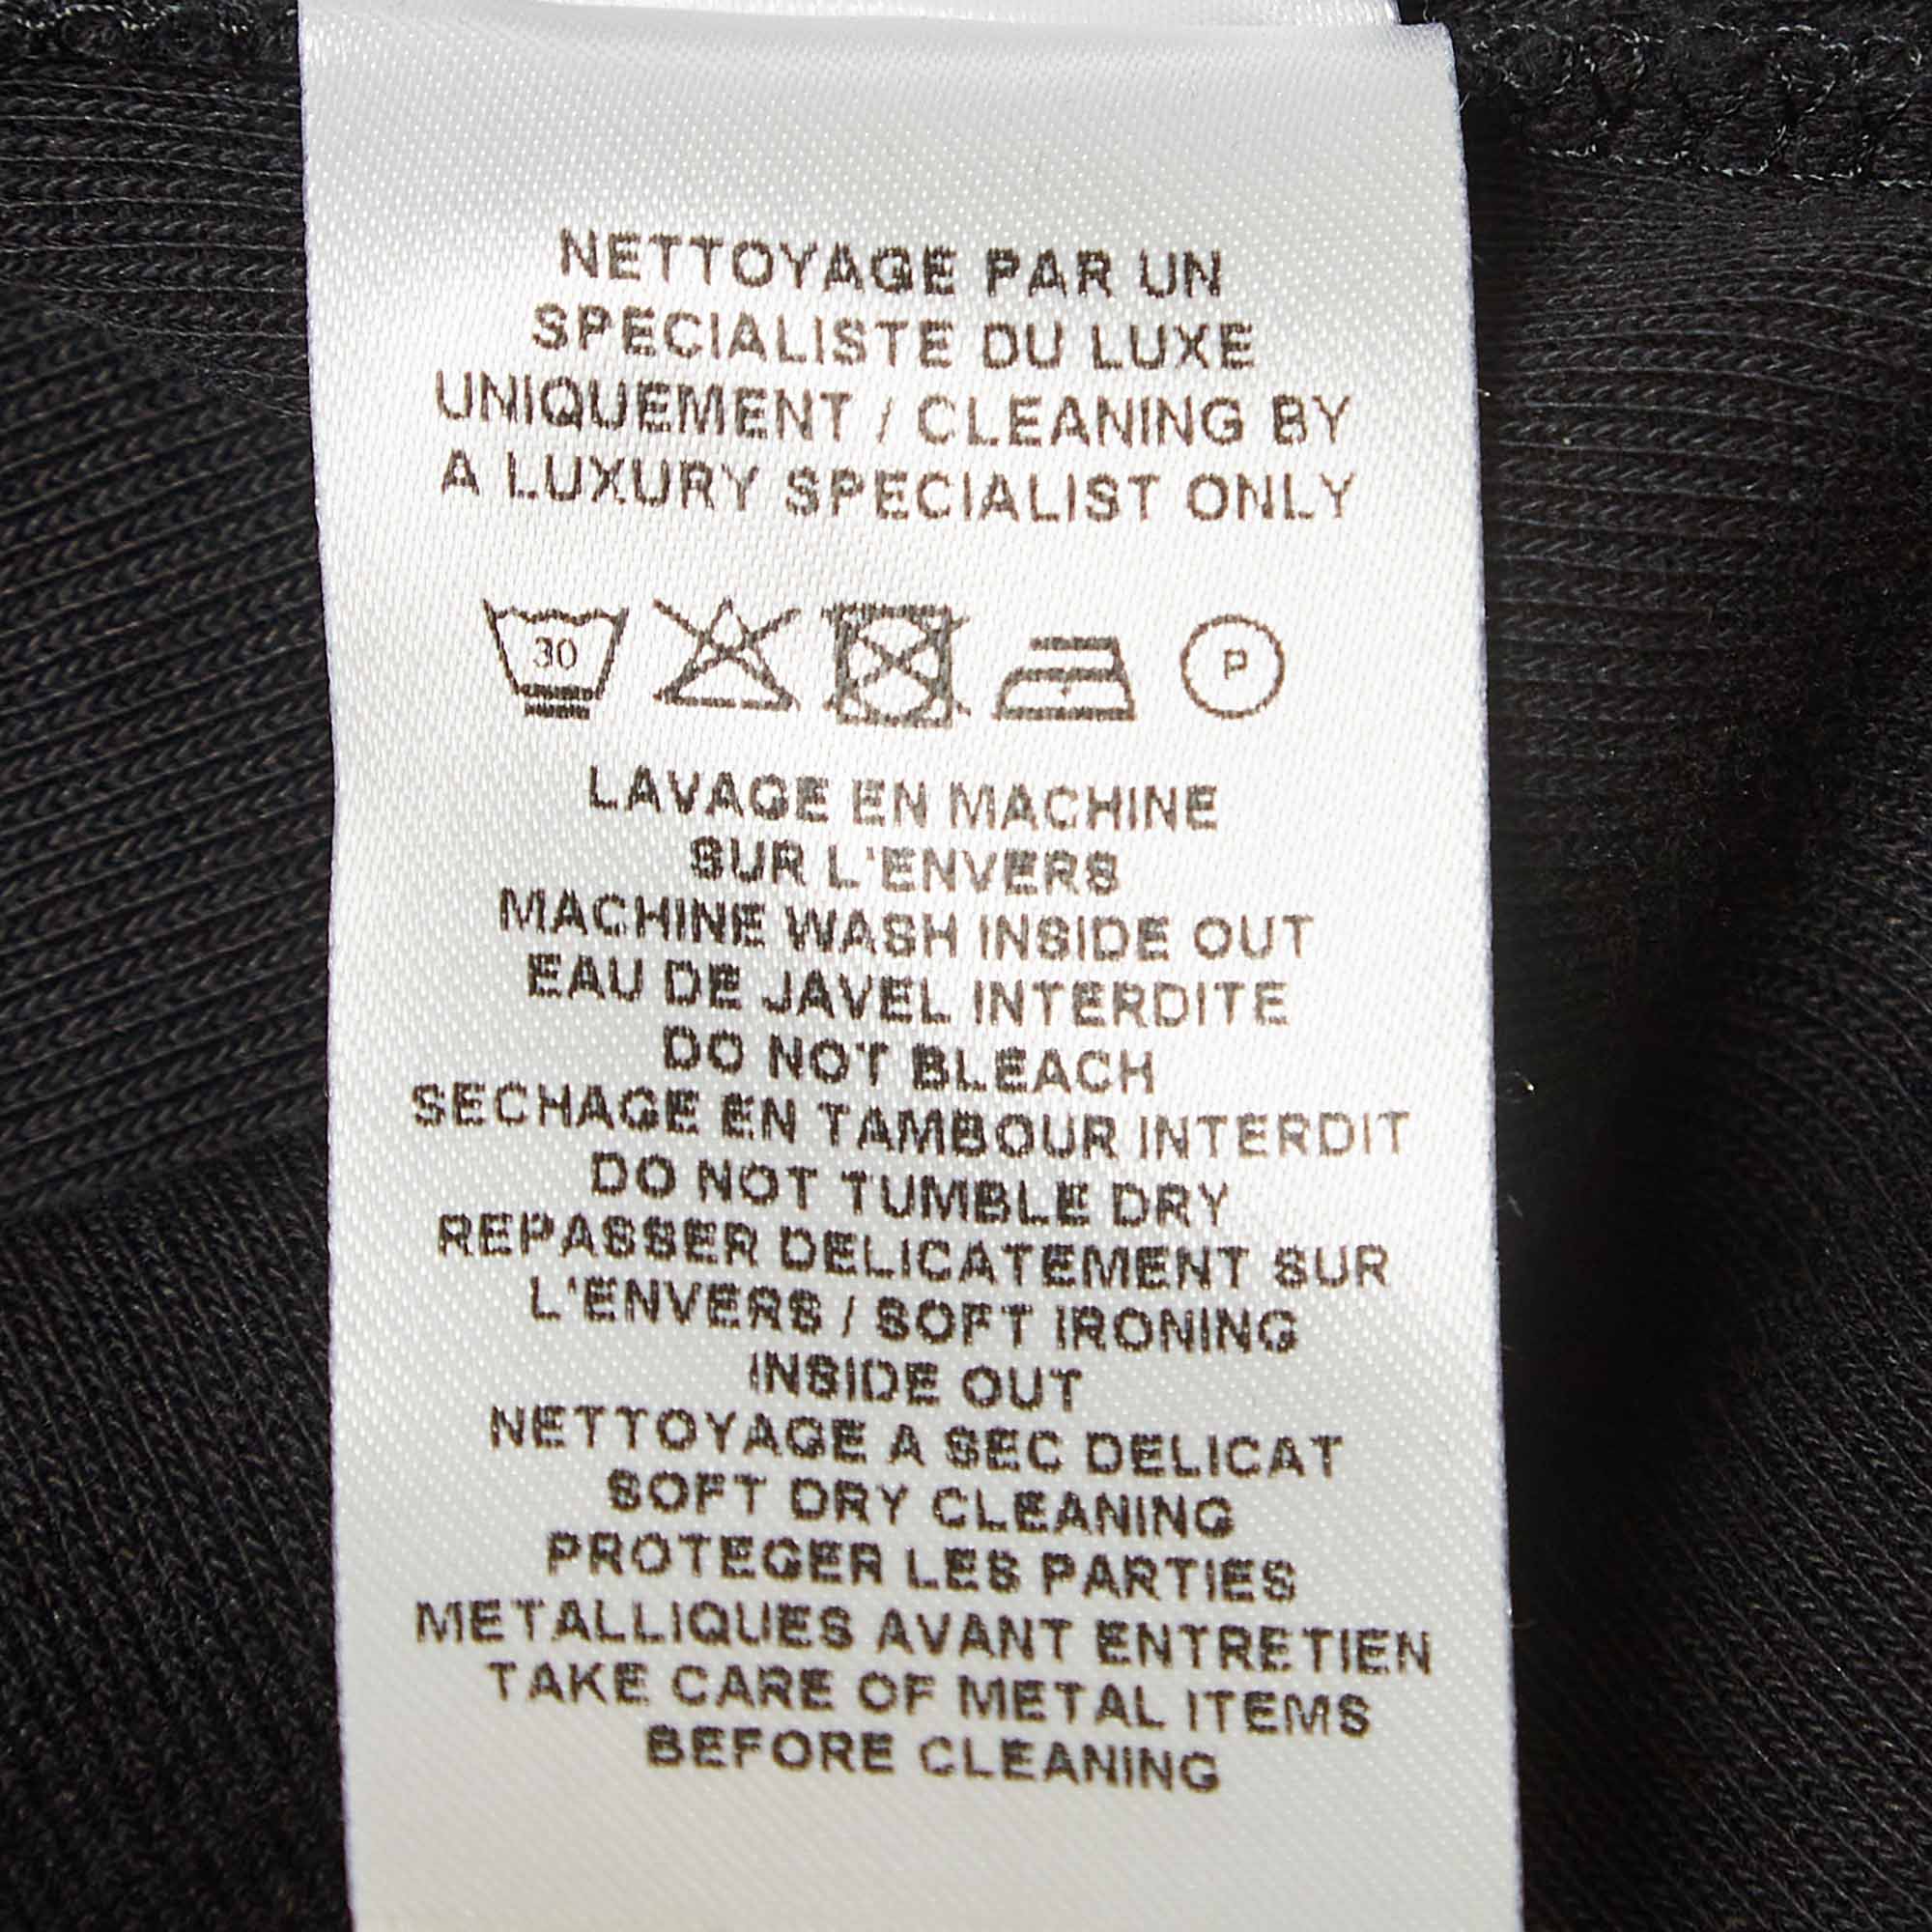 NETTOYAGE PAR UN
SPECIALISTE DU LUXE
UNIQUEMENT / CLEANING BY
A LUXURY SPECIALIST ONLY
30 P
LAVAGE EN MACHINE
SUR L'ENVERS
MACHINE WASH INSIDE OUT
EAU DE JAVEL INTERDITE
DO NOT BLEACH
SECHAGE EN TAMBOUR INTERDIT
DO NOT TUMBLE DRY
REPASSER DELICATEMENT SUR
L'ENVERS / SOFT IRONING
INSIDE OUT
NETTOYAGE A SEC DELICAT
SOFT DRY CLEANING
PROTEGER LES PARTIES
METALLIQUES AVANT ENTRETIEN
TAKE CARE OF METAL ITEMS
BEFORE CLEANING